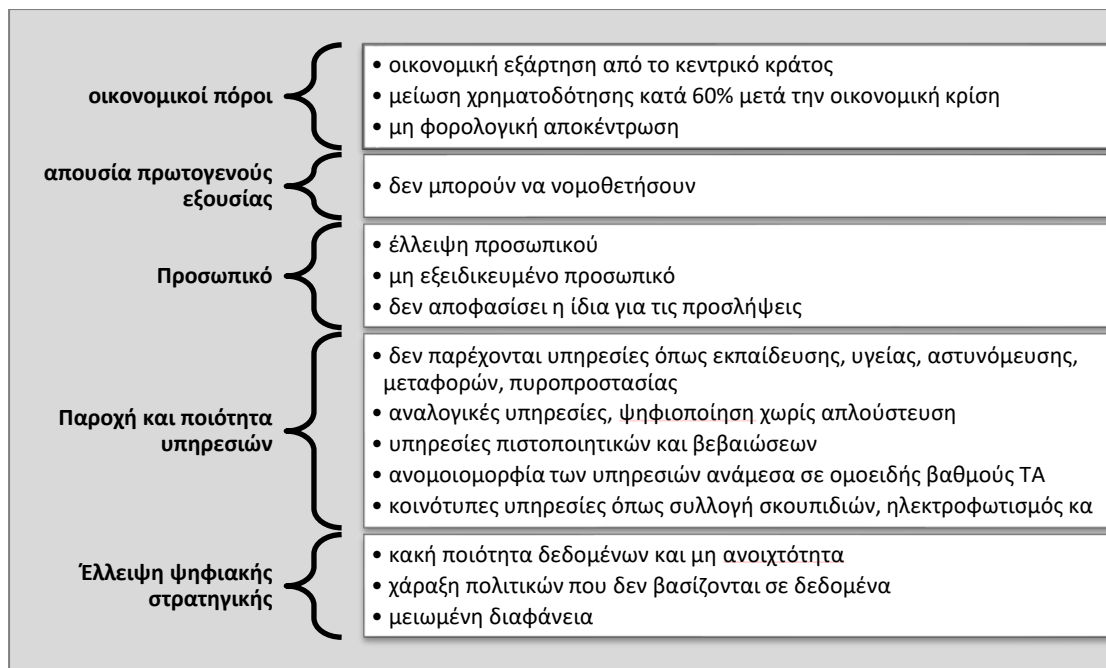 οικονομικοί πόροι
• οικονομική εξάρτηση από το κεντρικό κράτος
• μείωση χρηματοδότησης κατά 60% μετά την οικονομική κρίση
• μη φορολογική αποκέντρωση
απουσία πρωτογενούς
εξουσίας
• δεν μπορούν να νομοθετήσουν
Προσωπικό
• έλλειψη προσωπικού
• μη εξειδικευμένο προσωπικό
• δεν αποφασίσει η ίδια για τις προσλήψεις
Παροχή και ποιότητα
υπηρεσιών
• δεν παρέχονται υπηρεσίες όπως εκπαίδευσης, υγείας, αστυνόμευσης,
μεταφορών, πυροπροστασίας
• αναλογικές υπηρεσίες, ψηφιοποίηση χωρίς απλούστευση
• υπηρεσίες πιστοποιητικών και βεβαιώσεων
• ανομοιομορφία των υπηρεσιών ανάμεσα σε ομοειδής βαθμούς ΤΑ
• κοινότυπες υπηρεσίες όπως συλλογή σκουπιδιών, ηλεκτροφωτισμός κα
Έλλειψη ψηφιακής
στρατηγικής
• κακή ποιότητα δεδομένων και μη ανοιχτότητα
• χάραξη πολιτικών που δεν βασίζονται σε δεδομένα
• μειωμένη διαφάνεια